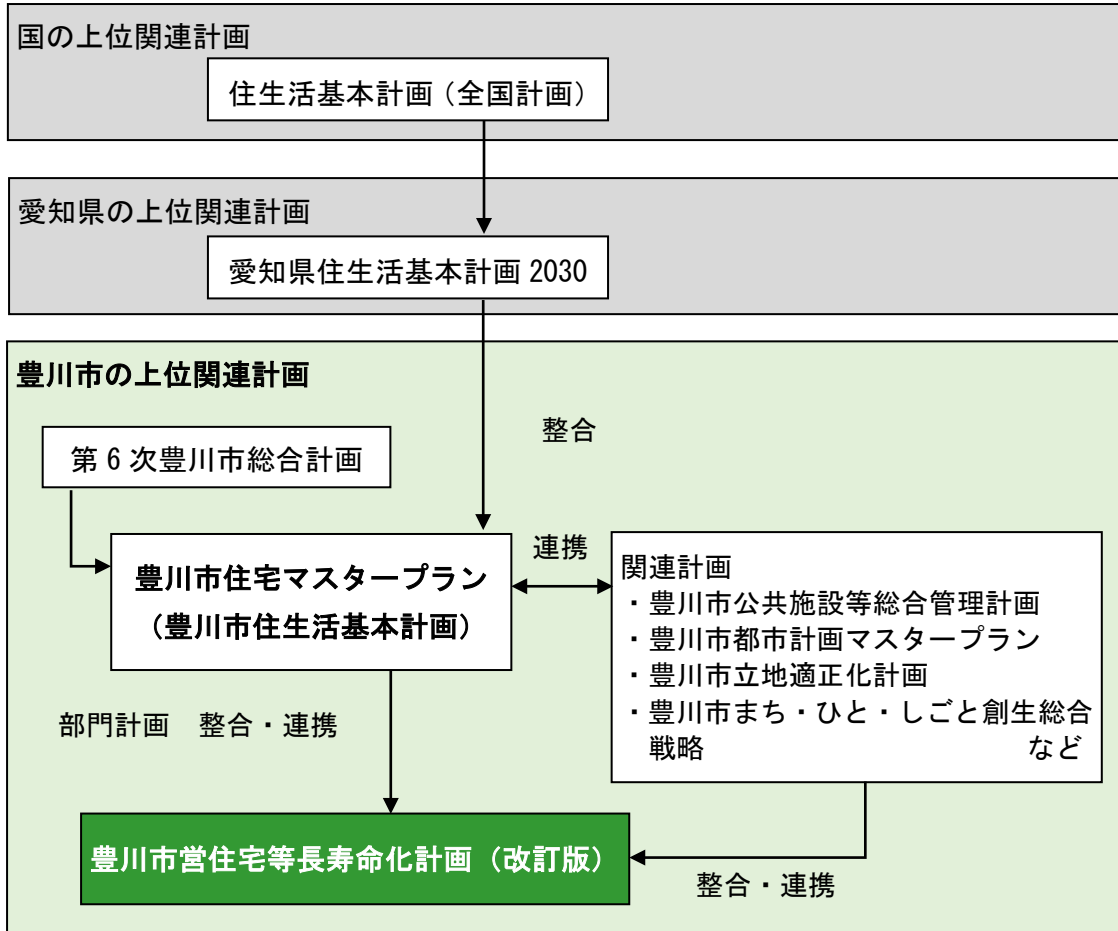 国の上位関連計画
住生活基本計画（全国計画）
愛知県の上位関連計画
愛知県住生活基本計画 2030
豊川市の上位関連計画
整合
第 6 次豊川市総合計画
連携
豊川市住宅マスタープラン
（豊川市住生活基本計画）
関連計画
・豊川市公共施設等総合管理計画
・豊川市都市計画マスタープラン
・豊川市立地適正化計画
・豊川市まち・ひと・しごと創生総合
戦略　など
部門計画　整合・連携
豊川市営住宅等長寿命化計画（改訂版）
整合・連携